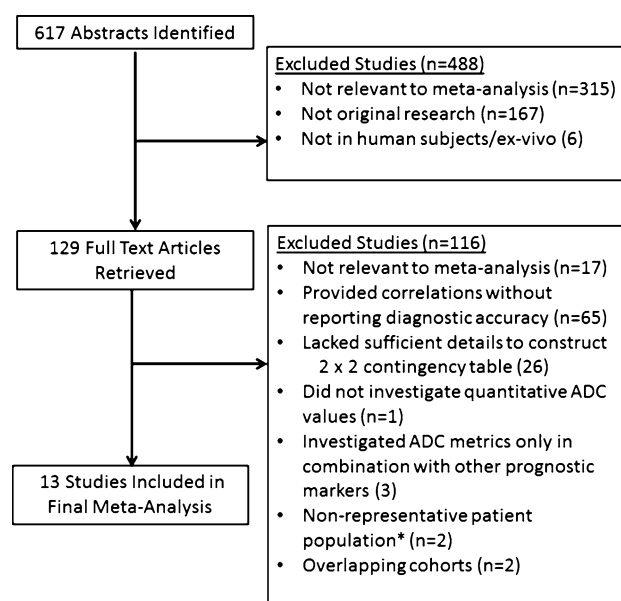 617 Abstracts Identified
Excluded Studies (n=488)
• Not relevant to meta-analysis (n=315)
• Not original research (n=167)
• Not in human subjects/ex-vivo (6)
129 Full Text Articles
Retrieved
Excluded Studies (n=116)
• Not relevant to meta-analysis (n=17)
• Provided correlations without
reporting diagnostic accuracy (n=65)
• Lacked sufficient details to construct
2 x 2 contingency table (26)
• Did not investigate quantitative ADC
values (n=1)
• Investigated ADC metrics only in
combination with other prognostic
markers (3)
• Non-representative patient
population* (n=2)
• Overlapping cohorts (n=2)
13 Studies Included in
Final Meta-Analysis